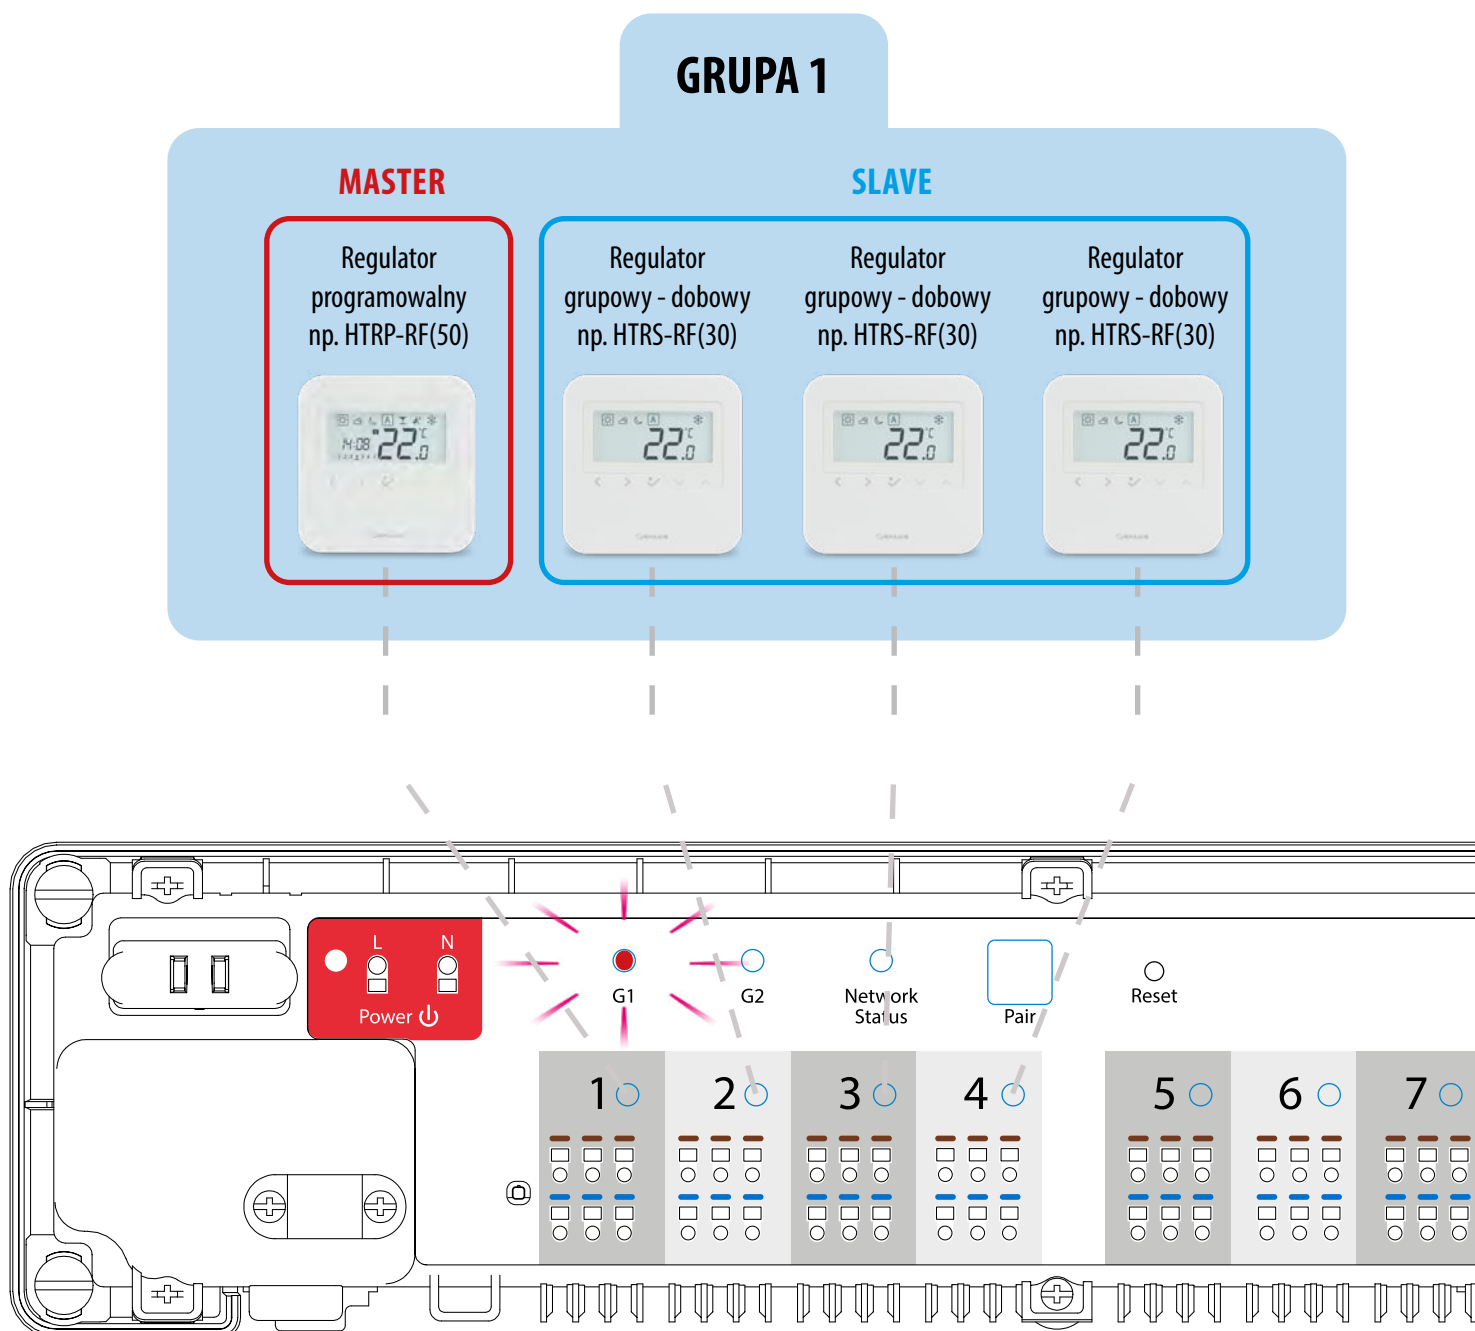 GRUPA 1
MASTER
SLAVE
Regulator
programowalny
np. HTRP-RF(50)
Regulator
grupowy - dobowy
np. HTRS-RF(30)
Regulator
grupowy - dobowy
np. HTRS-RF(30)
Regulator
grupowy - dobowy
np. HTRS-RF(30)
A
14:08 22.0 °C
A
22.0 °C
A
22.0 °C
A
22.0 °C
L N
Power
G1
G2
Network
Status
Pair
Reset
1 2 3 4 5 6 7